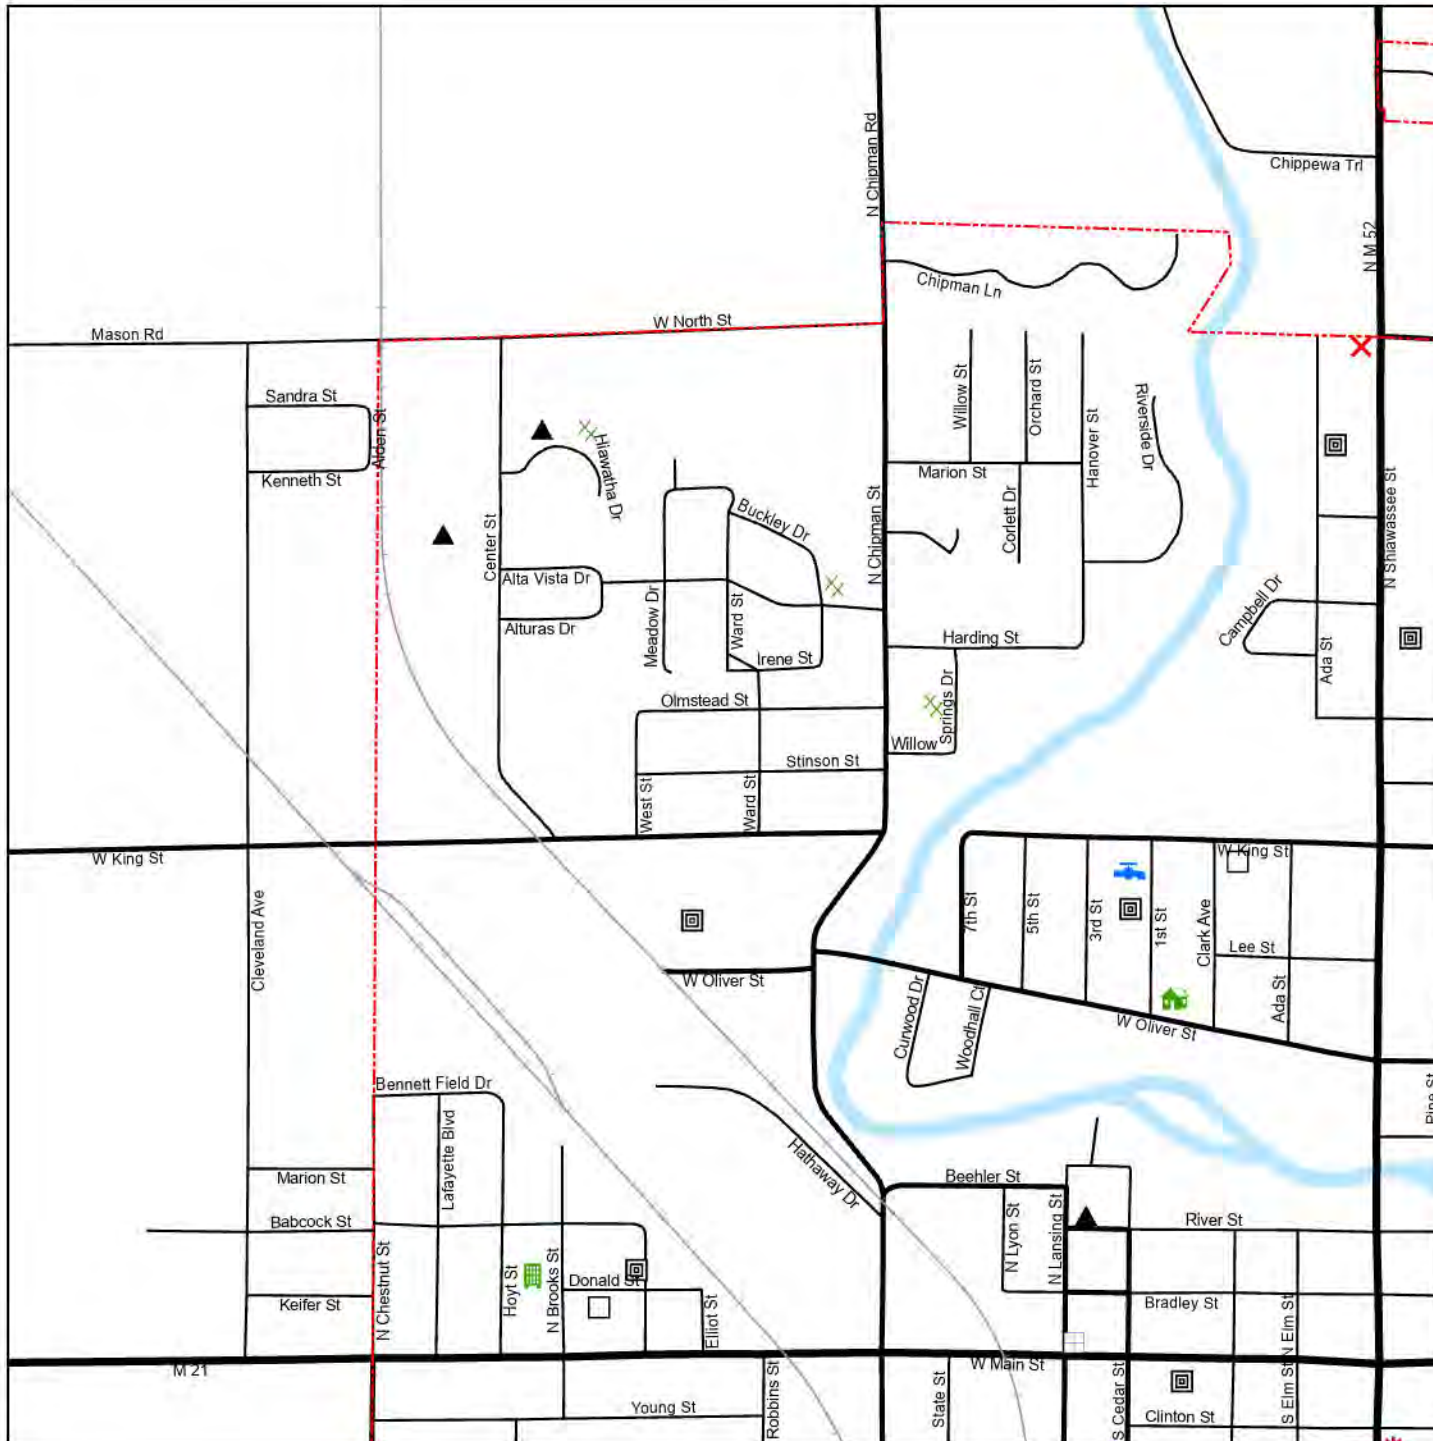 N Chipman Rd
Chippewa Trl
N M 52
Chipman Ln
W North St
Mason Rd
Sandra St
Alden St
Kenneth St
Hiawatha Dr
Willow St
Orchard St
Hanover St
Riverside Dr
Marion St
Corlett Dr
N Chipman St
N Shiawassee St
Center St
Buckley Dr
Alta Vista Dr
Alturas Dr
Meadow Dr
Ward St
Irene St
Harding St
Campbell Dr
Ada St
Olmstead St
Springs Dr
Willow
Stinson St
West St
Ward St
W King St
W King St
Cleveland Ave
7th St
5th St
3rd St
1st St
Clark Ave
Lee St
Ada St
W Oliver St
Curwood Dr
Woodhall Ct
W Oliver St
Pine St
Bennett Field Dr
Lafayette Blvd
Hathaway Dr
Marion St
Beehler St
Babcock St
N Lyon St
N Lansing St
River St
N Chestnut St
Hoyt St
N Brooks St
Donald St
Keifer St
Elliot St
Bradley St
N Elm St
M 21
W Main St
Robbins St
State St
S Cedar St
S Elm St
Young St
Clinton St